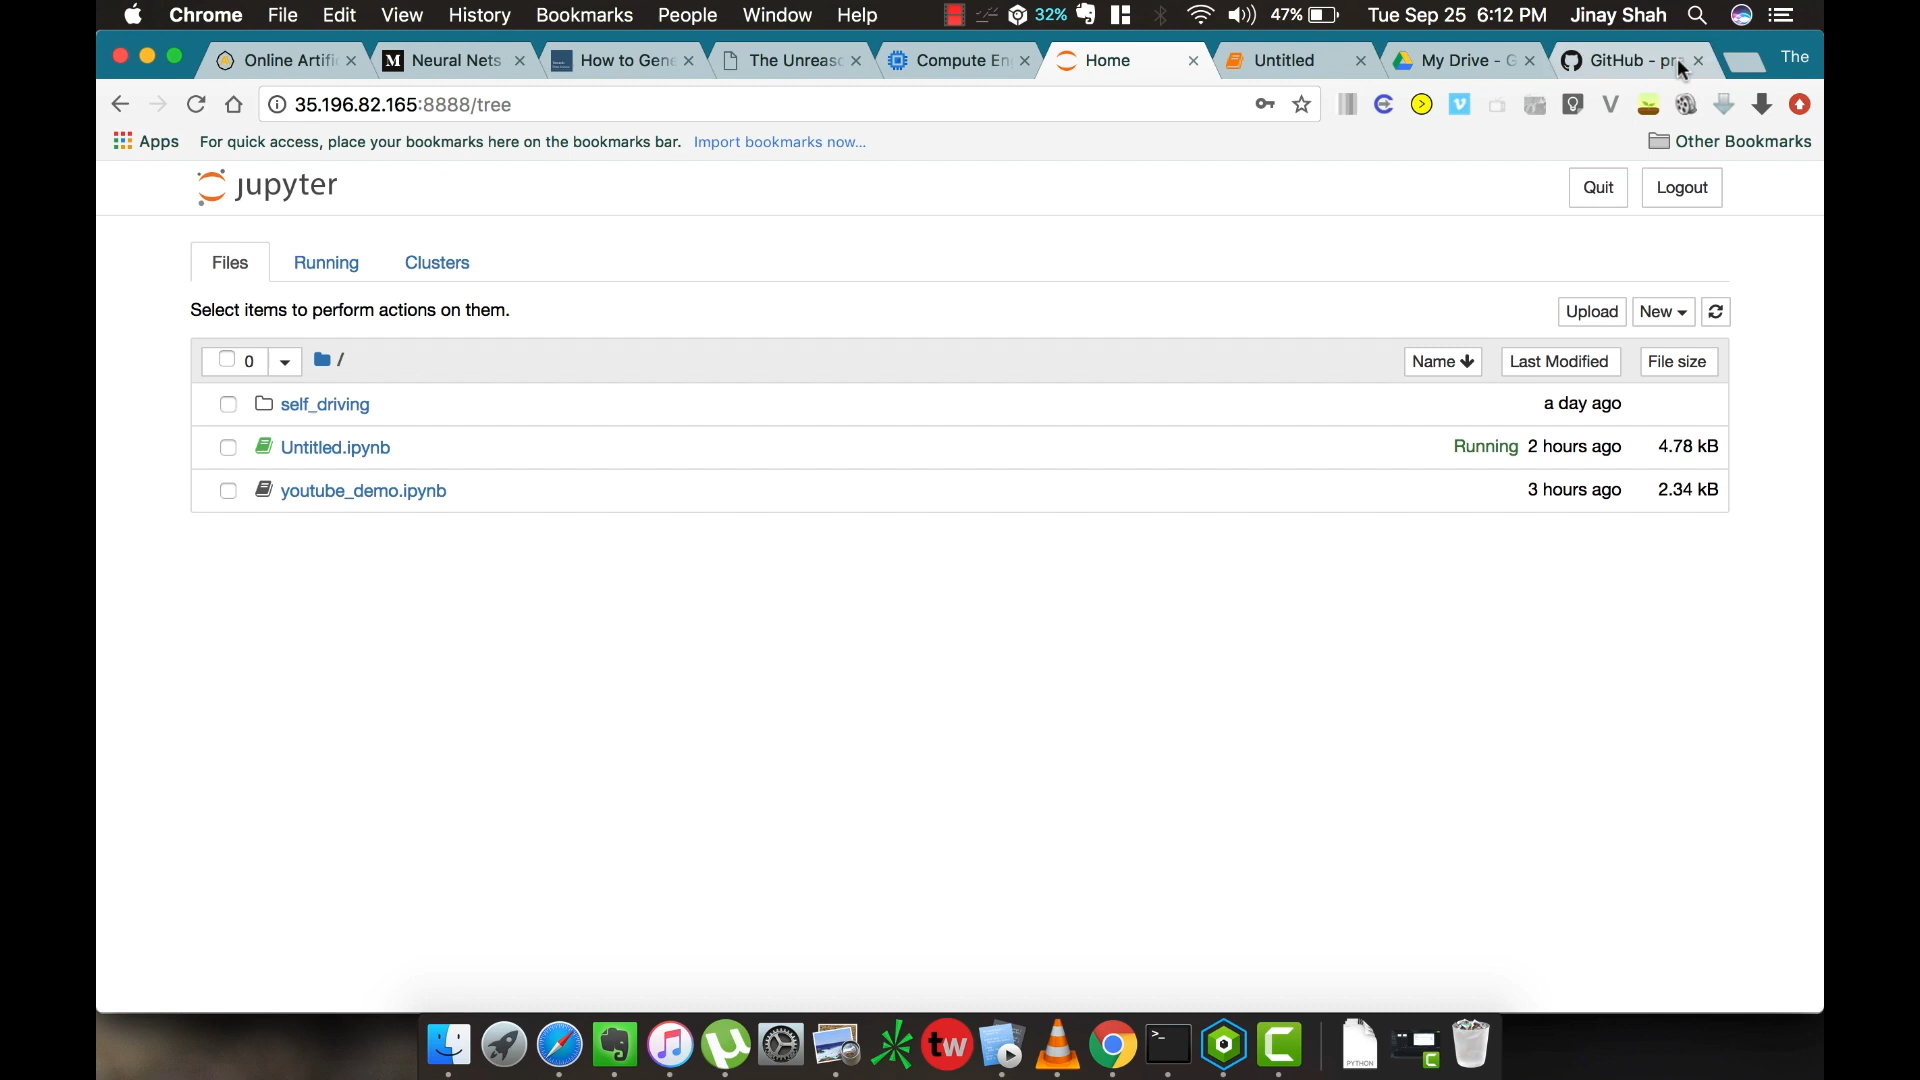 Chrome File Edit View History Bookmarks People Window Help 32% 47% Tue Sep 25 6:12 PM Jinay Shah
Online Artifi Neural Nets How to Gene The Unreaso Compute En Home Untitled My Drive - G GitHub - pr The
35.196.82.165:8888/tree
Apps For quick access, place your bookmarks here on the bookmarks bar. Import bookmarks now... Other Bookmarks
jupyter Quit Logout
Files Running Clusters
Select items to perform actions on them. Upload New
0 / Name Last Modified File size
self_driving a day ago
Untitled.ipynb Running 2 hours ago 4.78 kB
youtube_demo.ipynb 3 hours ago 2.34 kB
tw
PYTHON